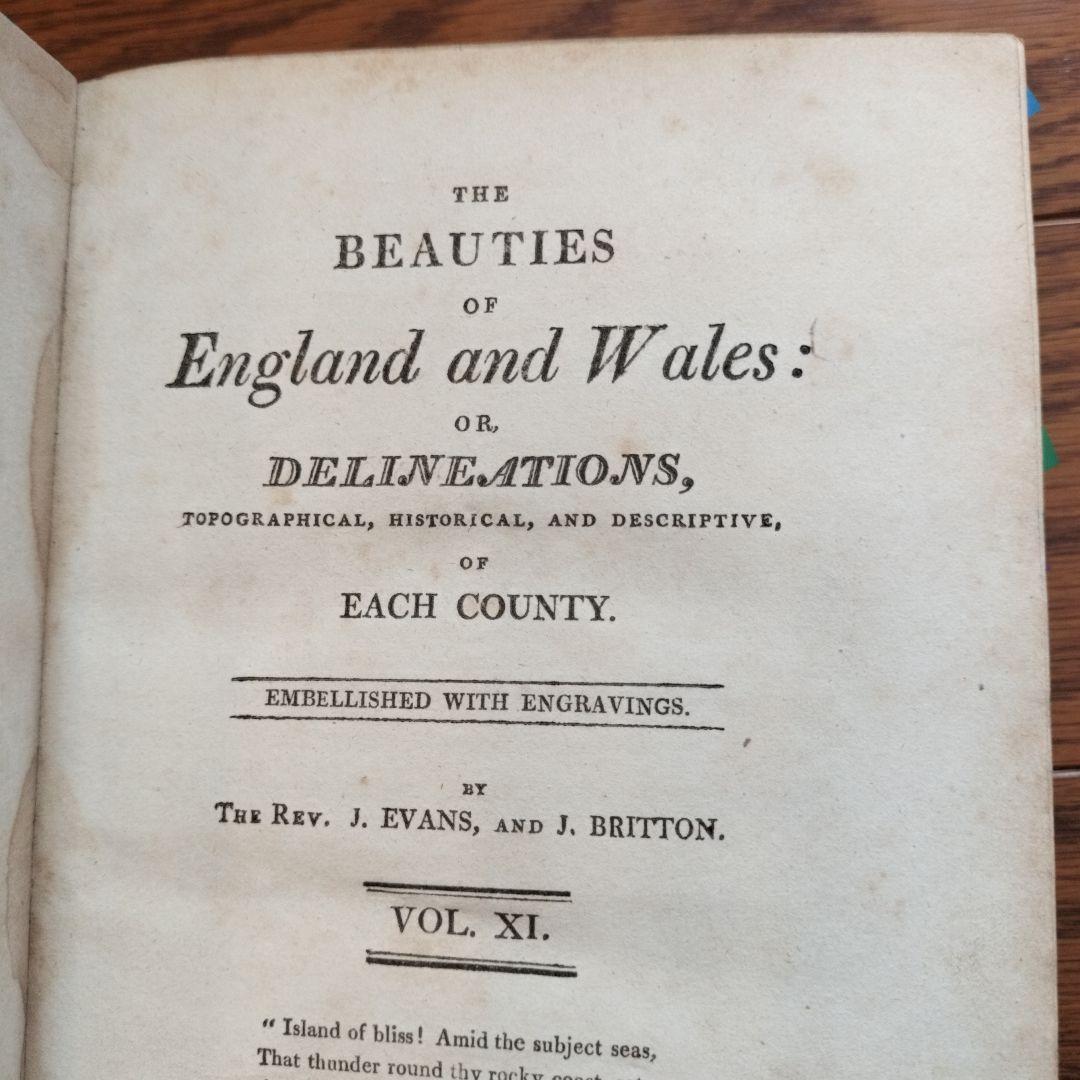 THE
BEAUTIES
OF
England and Wales:
OR,
DELINEATIONS,
TOPOGRAPHICAL, HISTORICAL, AND DESCRIPTIVE,
OF
EACH COUNTY.
EMBELLISHED WITH ENGRAVINGS.
BY
THE REV. J. EVANS, AND J. BRITTON.
VOL. XI.
" Island of bliss! Amid the subject seas,
That thunder round thy rocky